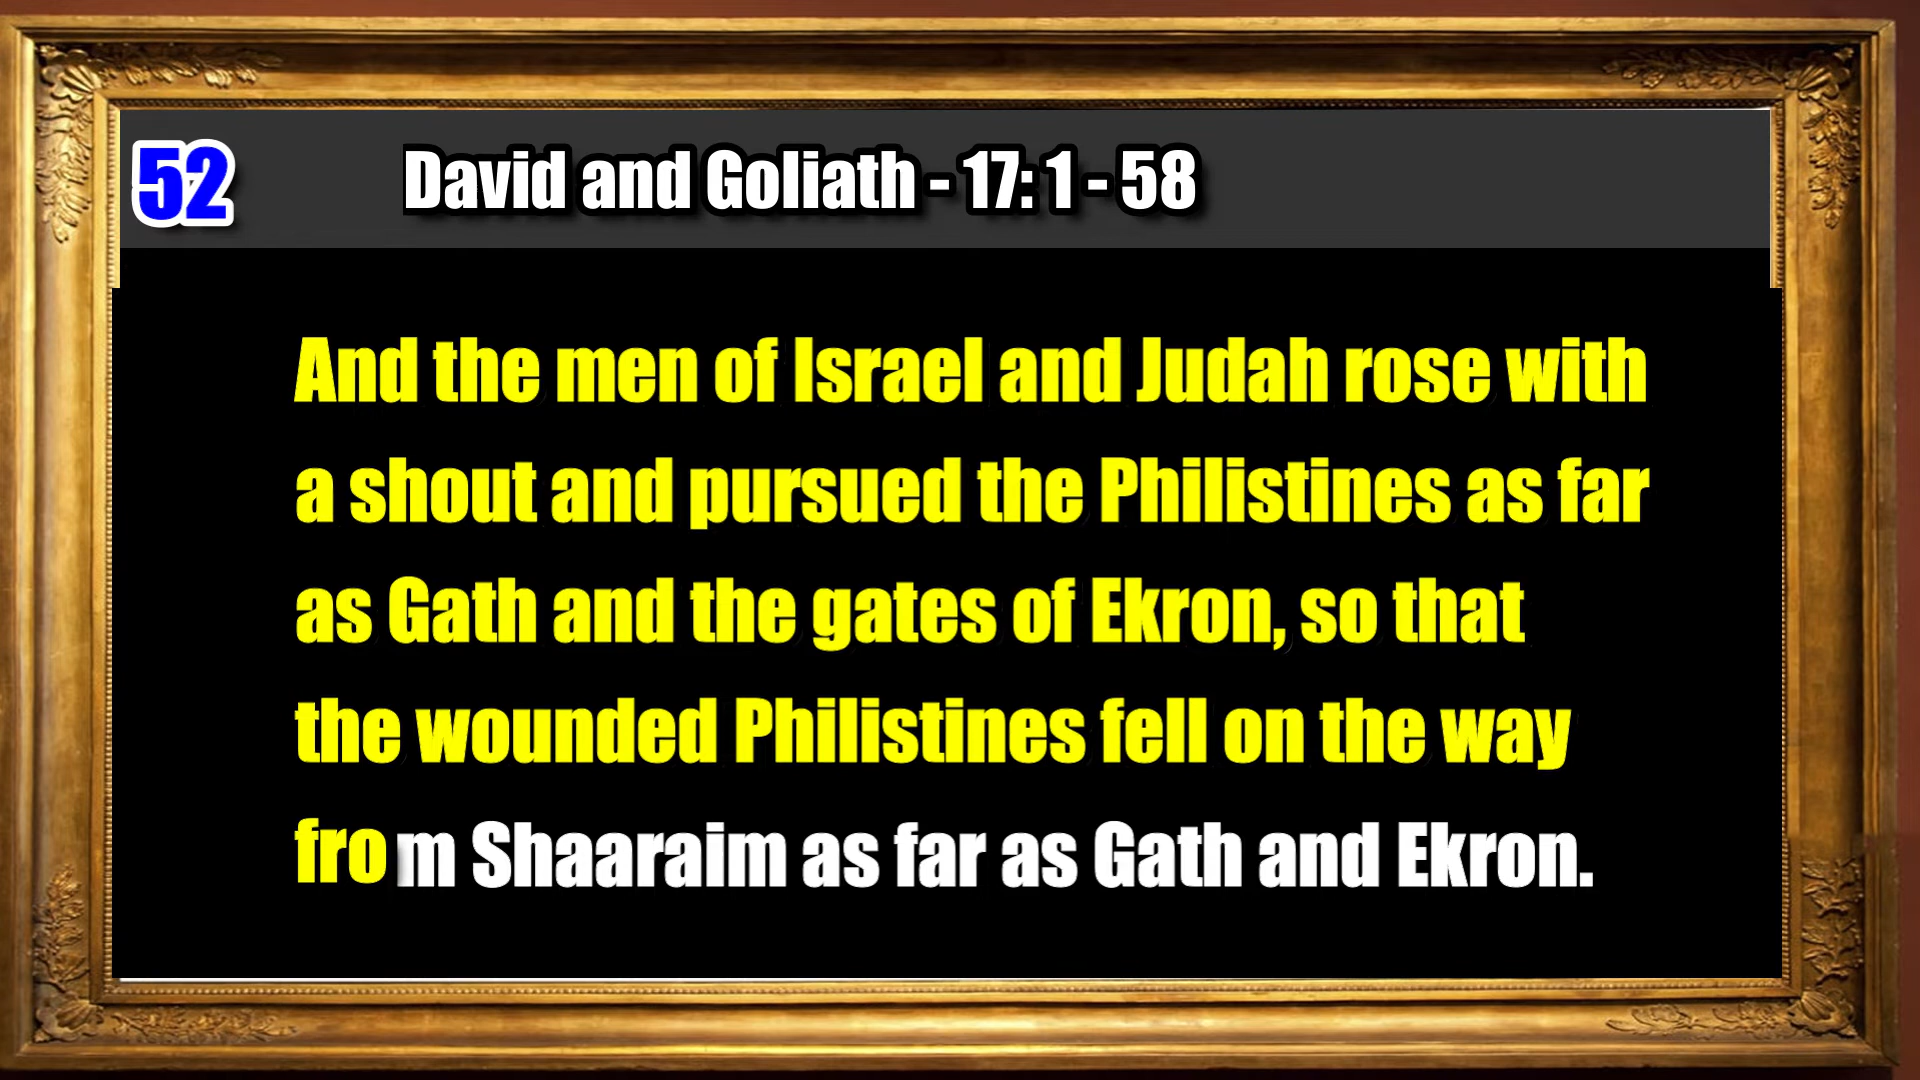 52 David and Goliath - 17: 1 - 58
And the men of Israel and Judah rose with
a shout and pursued the Philistines as far
as Gath and the gates of Ekron, so that
the wounded Philistines fell on the way
from Shaaraim as far as Gath and Ekron.